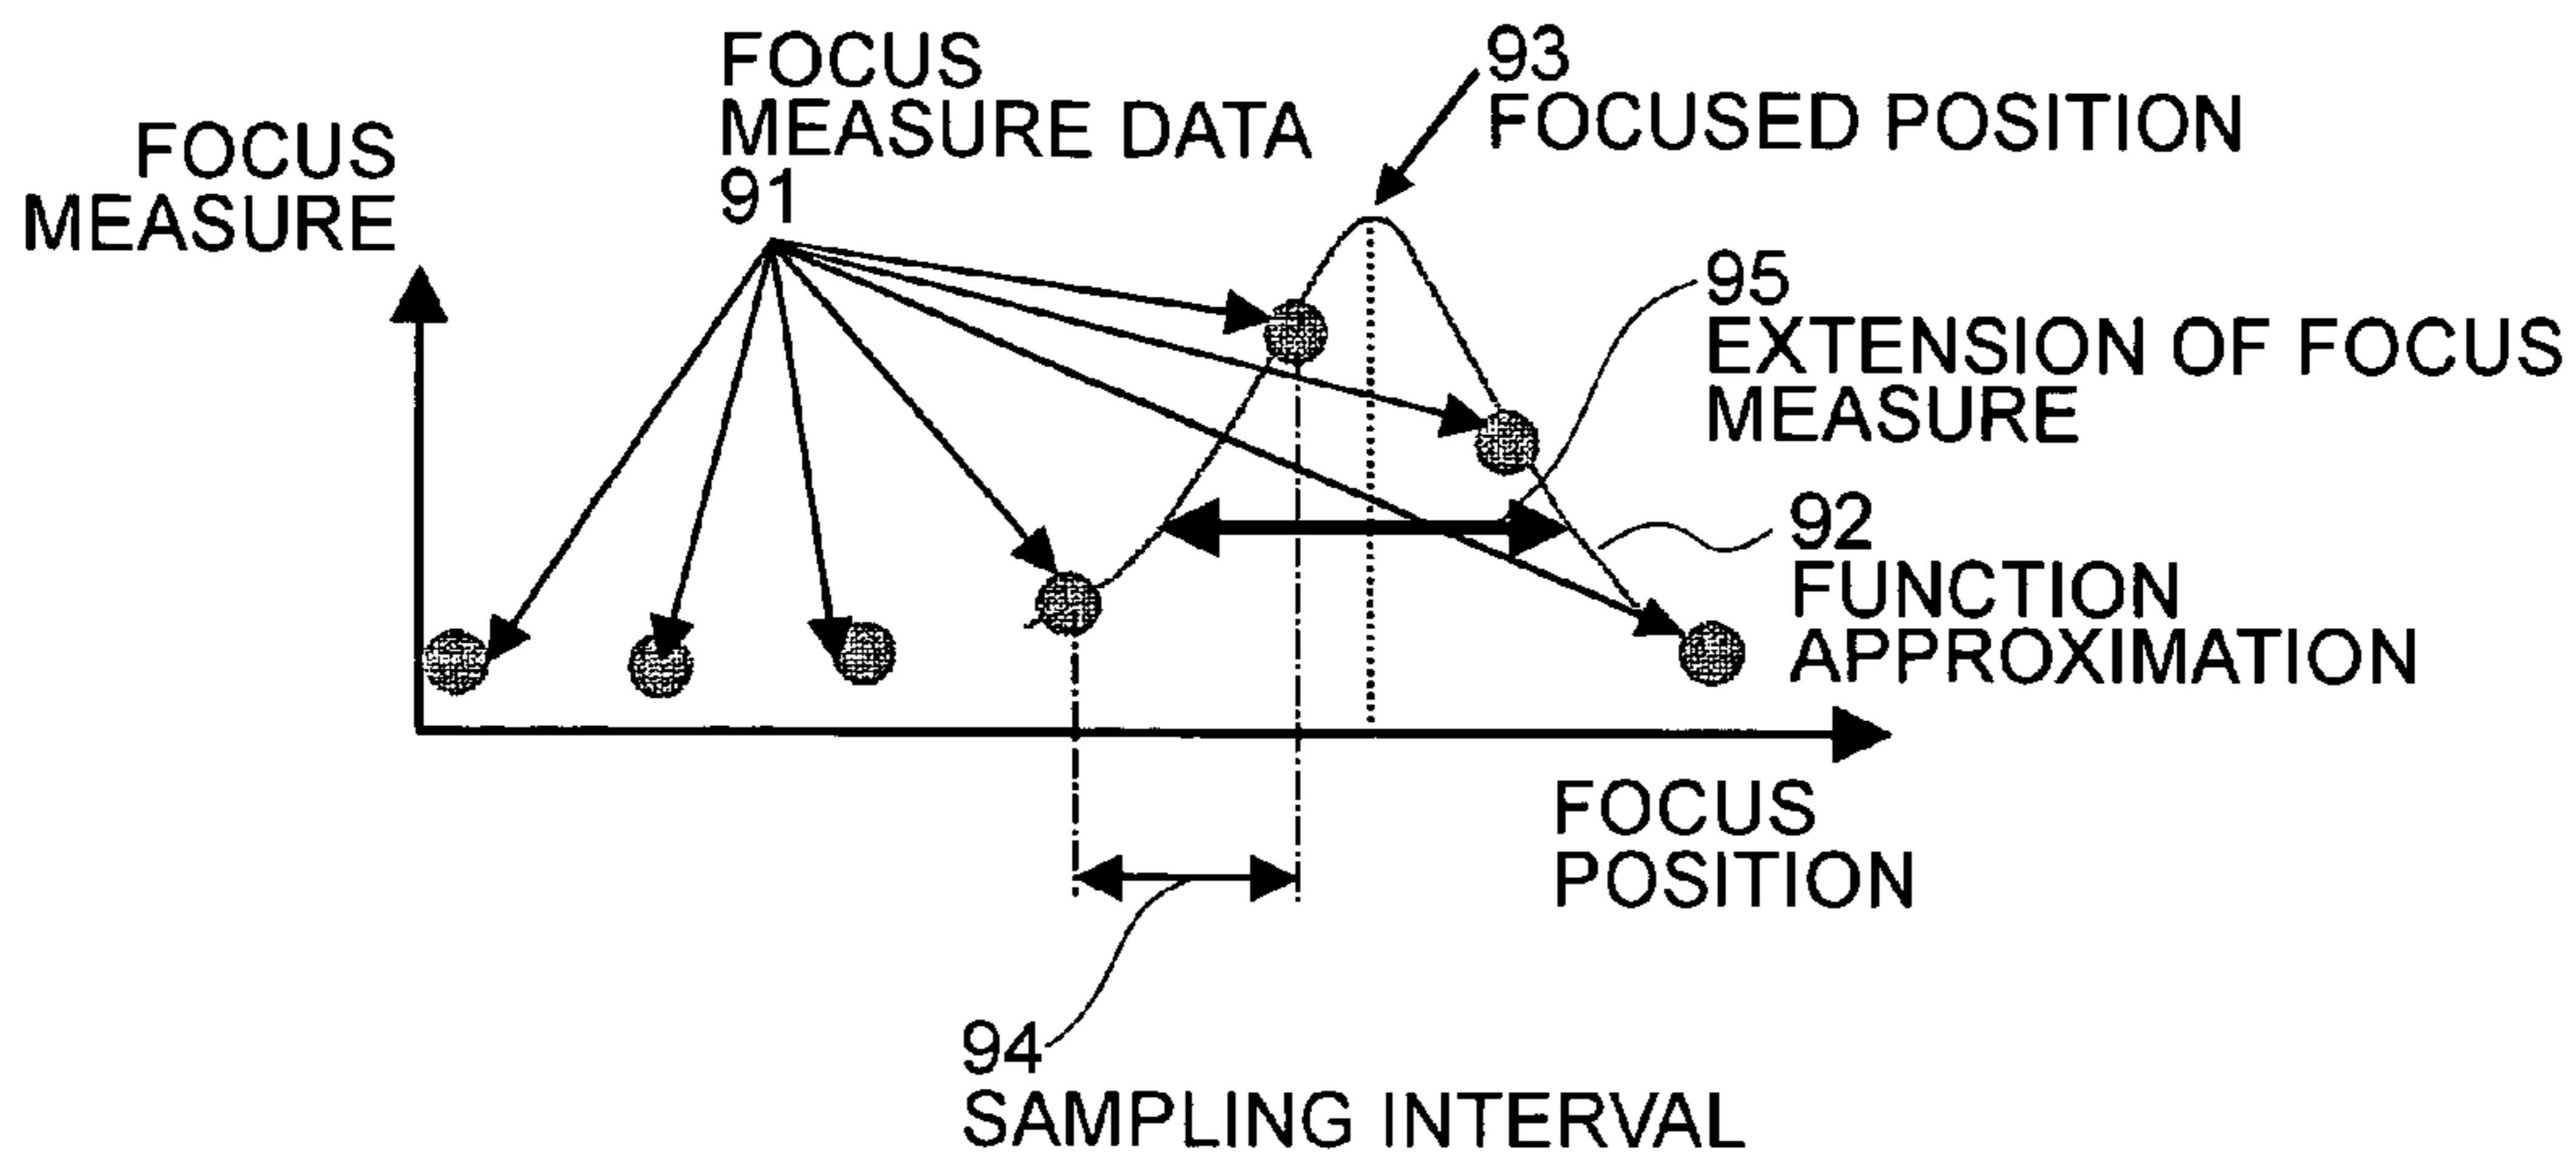 FOCUS
MEASURE
FOCUS
MEASURE DATA
91
93
FOCUSED POSITION
95
EXTENSION OF FOCUS
MEASURE
92
FUNCTION
APPROXIMATION
FOCUS
POSITION
94
SAMPLING INTERVAL